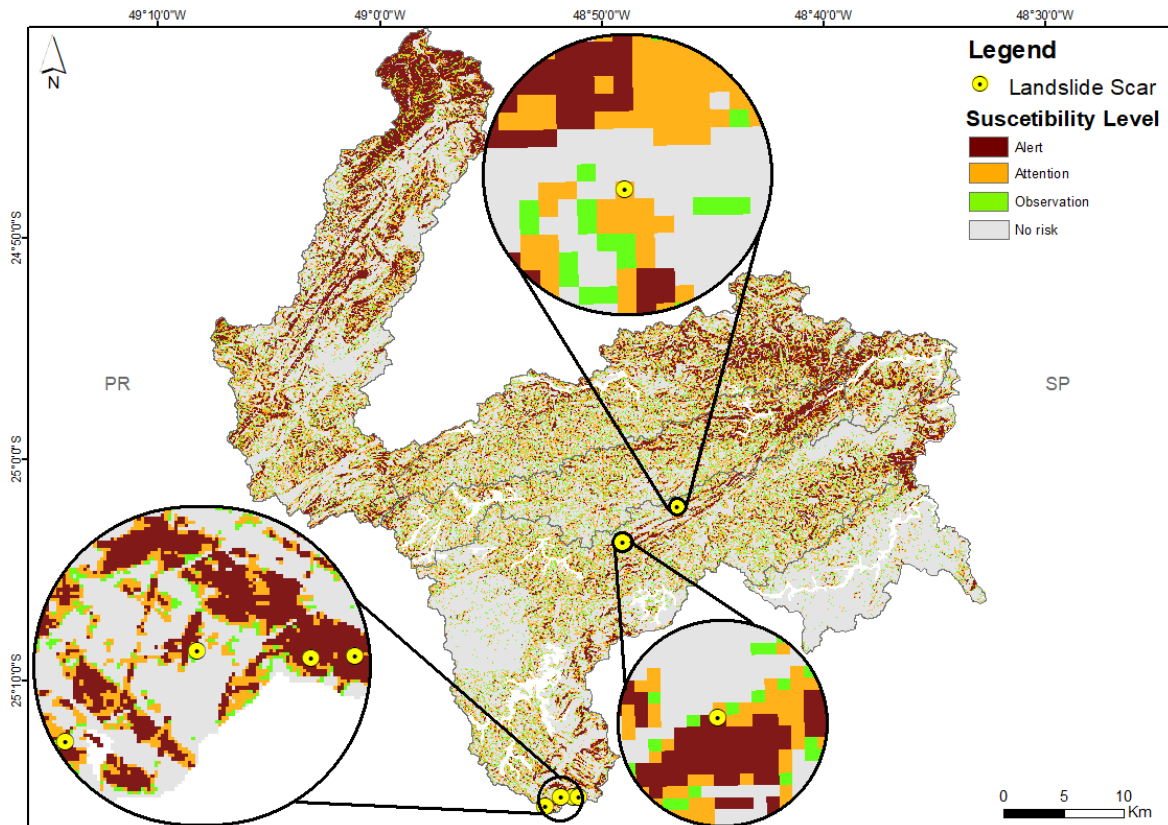 49°10'0"W
49°0'0"W
48°50'0"W
48°40'0"W
48°30'0"W
N
Legend
Landslide Scar
Suscetibility Level
Alert
Attention
Observation
No risk
24°50'0"S
PR
SP
25°0'0"S
25°10'0"S
0 5 10
Km